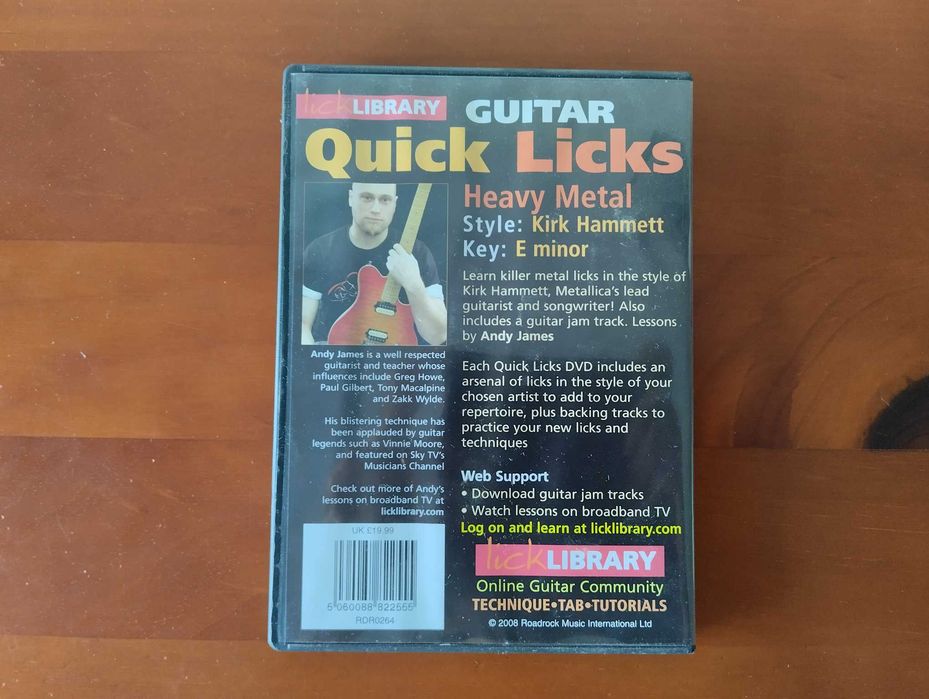 lick LIBRARY
GUITAR
Quick Licks
Heavy Metal
Style: Kirk Hammett
Key: E minor
Learn killer metal licks in the style of
Kirk Hammett, Metallica's lead
guitarist and songwriter! Also
includes a guitar jam track. Lessons
by Andy James
Andy James is a well respected
guitarist and teacher whose
influences include Greg Howe,
Paul Gilbert, Tony Macalpine
and Zakk Wylde.
His blistering technique has
been applauded by guitar
legends such as Vinnie Moore,
and featured on Sky TV's
Musicians Channel
Check out more of Andy's
lessons on broadband TV at
licklibrary.com
Each Quick Licks DVD includes an
arsenal of licks in the style of your
chosen artist to add to your
repertoire, plus backing tracks to
practice your new licks and
techniques
Web Support
• Download guitar jam tracks
• Watch lessons on broadband TV
Log on and learn at licklibrary.com
UK £19.99
5 060088 822555
RDR0264
lick LIBRARY
Online Guitar Community
TECHNIQUE•TAB•TUTORIALS
© 2008 Roadrock Music International Ltd